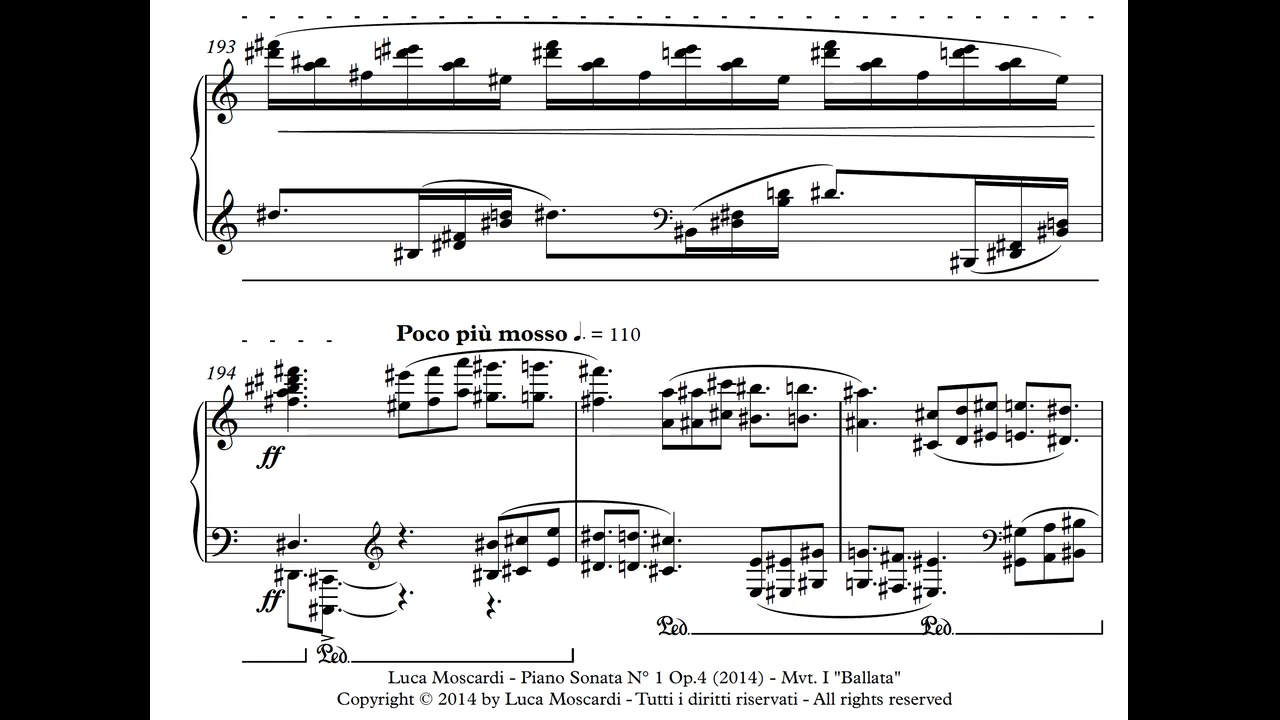 193
Poco più mosso ♩. = 110
194
ff
ff
Ped.
Ped.
Ped.
Luca Moscardi - Piano Sonata N° 1 Op.4 (2014) - Mvt. I "Ballata"
Copyright © 2014 by Luca Moscardi - Tutti i diritti riservati - All rights reserved